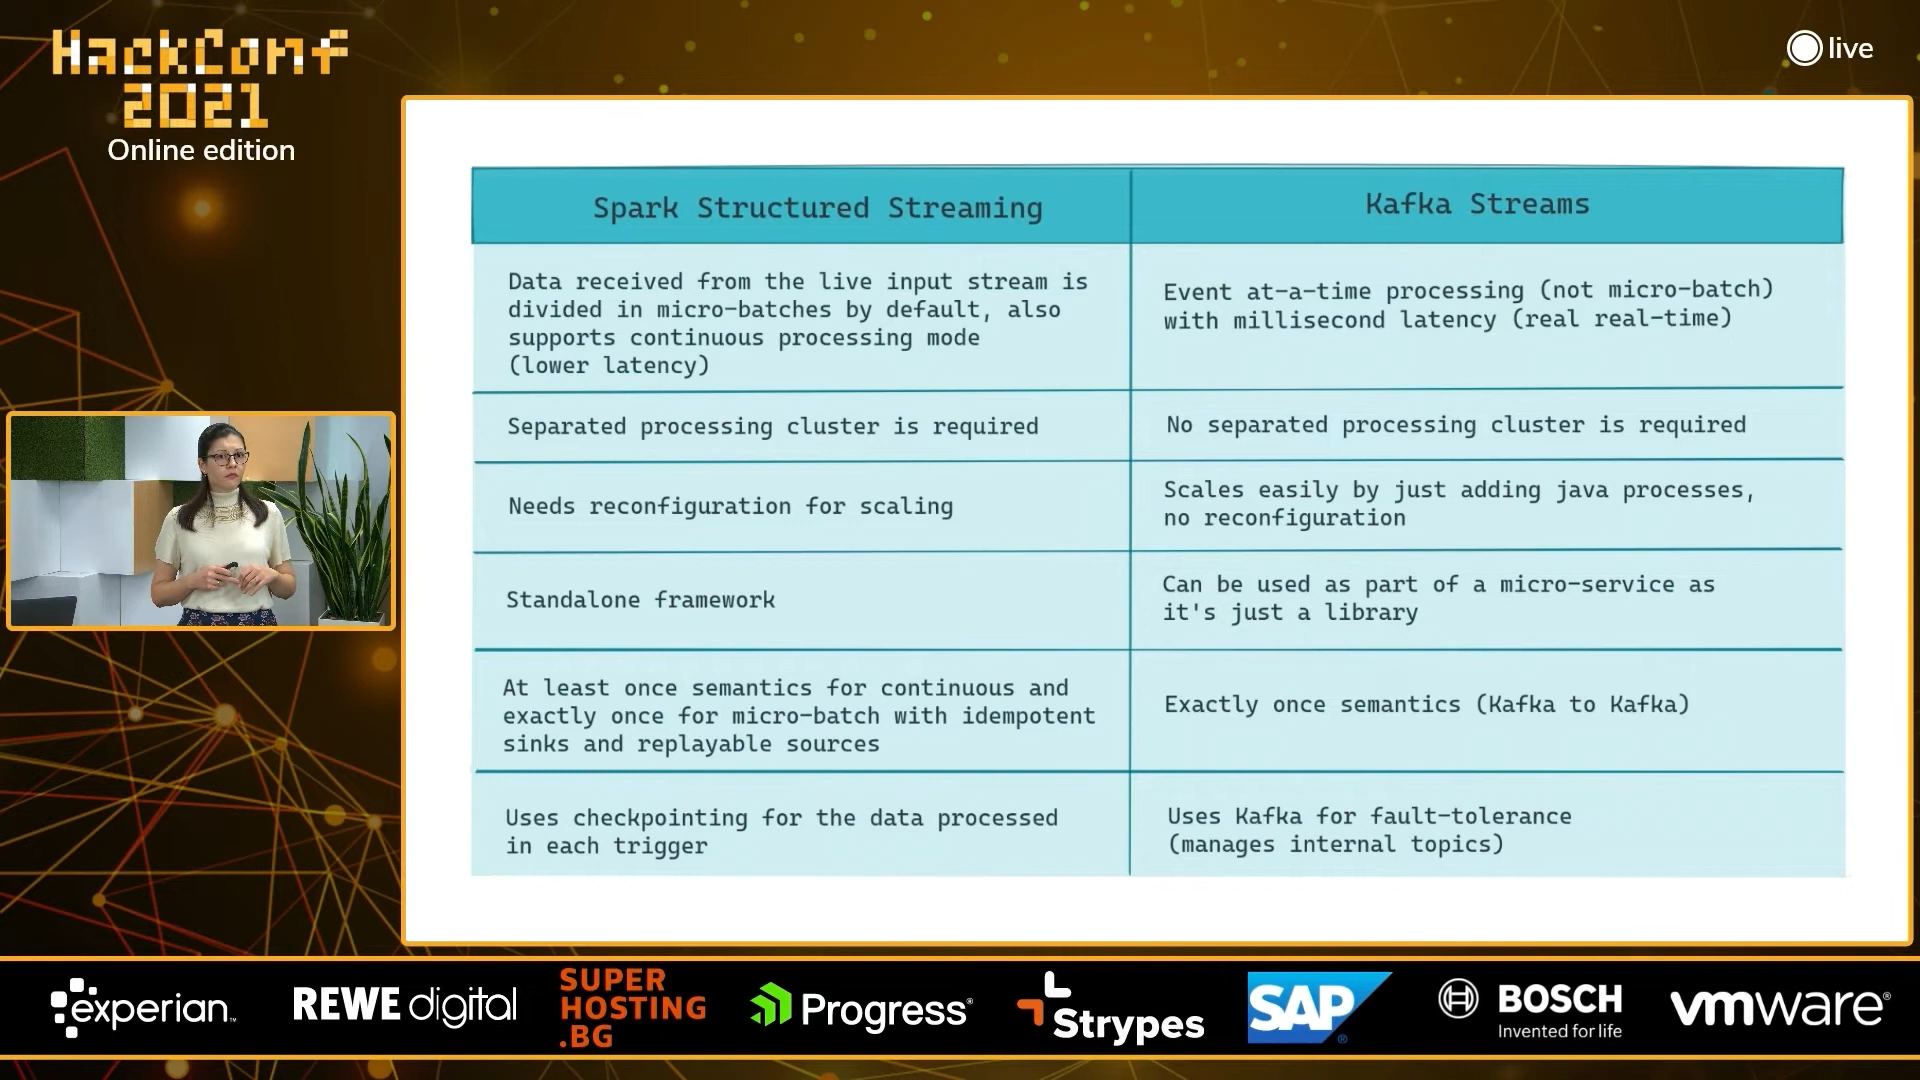 HackConf
2021
Online edition
live
Spark Structured Streaming
Kafka Streams
Data received from the live input stream is
divided in micro-batches by default, also
supports continuous processing mode
(lower latency)
Event at-a-time processing (not micro-batch)
with millisecond latency (real real-time)
Separated processing cluster is required
No separated processing cluster is required
Needs reconfiguration for scaling
Scales easily by just adding java processes,
no reconfiguration
Standalone framework
Can be used as part of a micro-service as
it's just a library
At least once semantics for continuous and
exactly once for micro-batch with idempotent
sinks and replayable sources
Exactly once semantics (Kafka to Kafka)
Uses checkpointing for the data processed
in each trigger
Uses Kafka for fault-tolerance
(manages internal topics)
experian™
REWE digital
SUPER
HOSTING
.BG
Progress®
Strypes
SAP®
BOSCH
Invented for life
vmware®